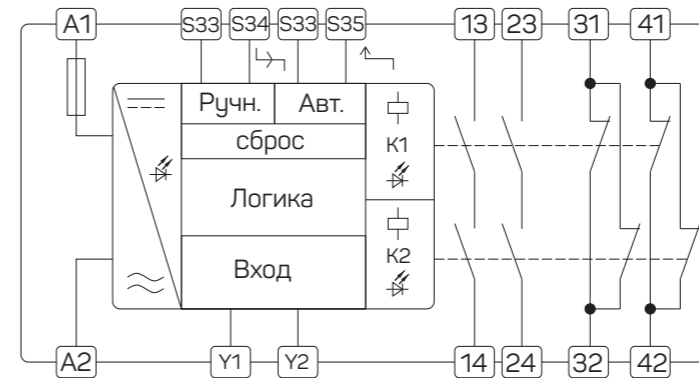 A1 S33 S34 S33 S35 13 23 31 41
Ручн. Авт.
сброс
K1
Логика
Вход
K2
A2 Y1 Y2 14 24 32 42